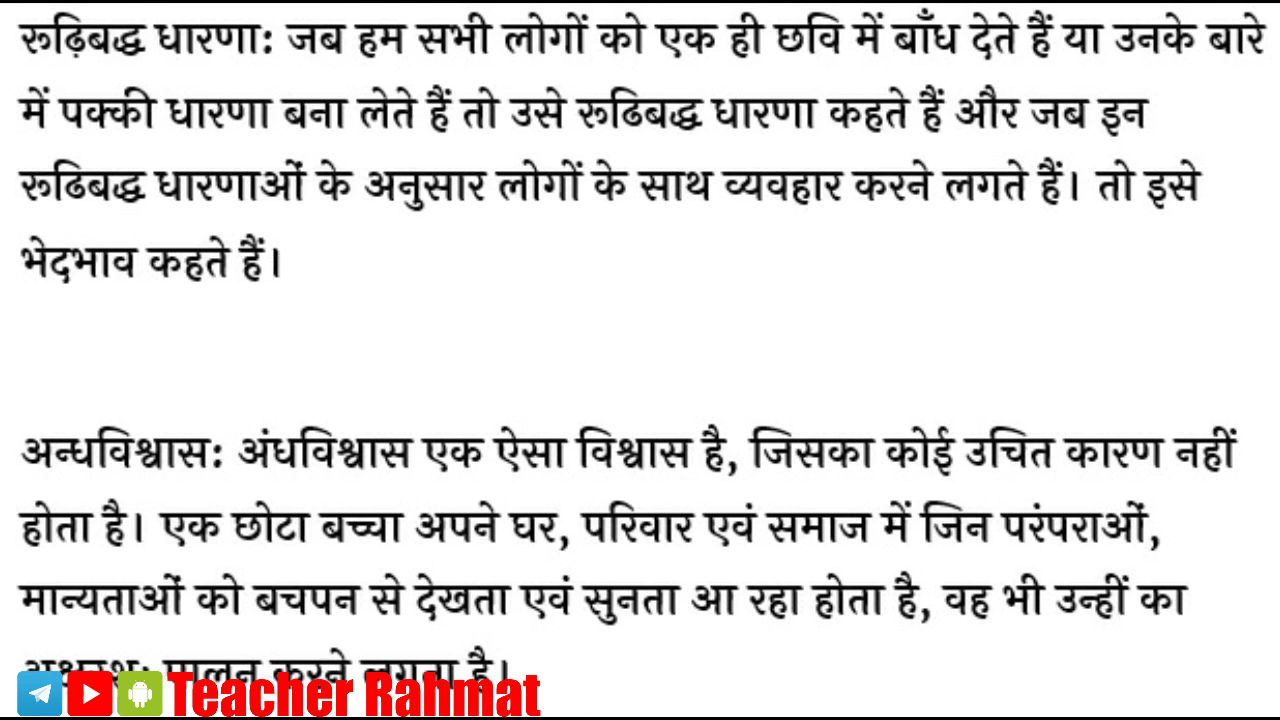 रूढ़िबद्ध धारणा: जब हम सभी लोगों को एक ही छवि में बाँध देते हैं या उनके बारे
में पक्की धारणा बना लेते हैं तो उसे रूढिबद्ध धारणा कहते हैं और जब इन
रूढिबद्ध धारणाओं के अनुसार लोगों के साथ व्यवहार करने लगते हैं। तो इसे
भेदभाव कहते हैं।
अन्धविश्वास: अंधविश्वास एक ऐसा विश्वास है, जिसका कोई उचित कारण नहीं
होता है। एक छोटा बच्चा अपने घर, परिवार एवं समाज में जिन परंपराओं,
मान्यताओं को बचपन से देखता एवं सुनता आ रहा होता है, वह भी उन्हीं का
पालन करने लगता है।
Teacher Rahmat